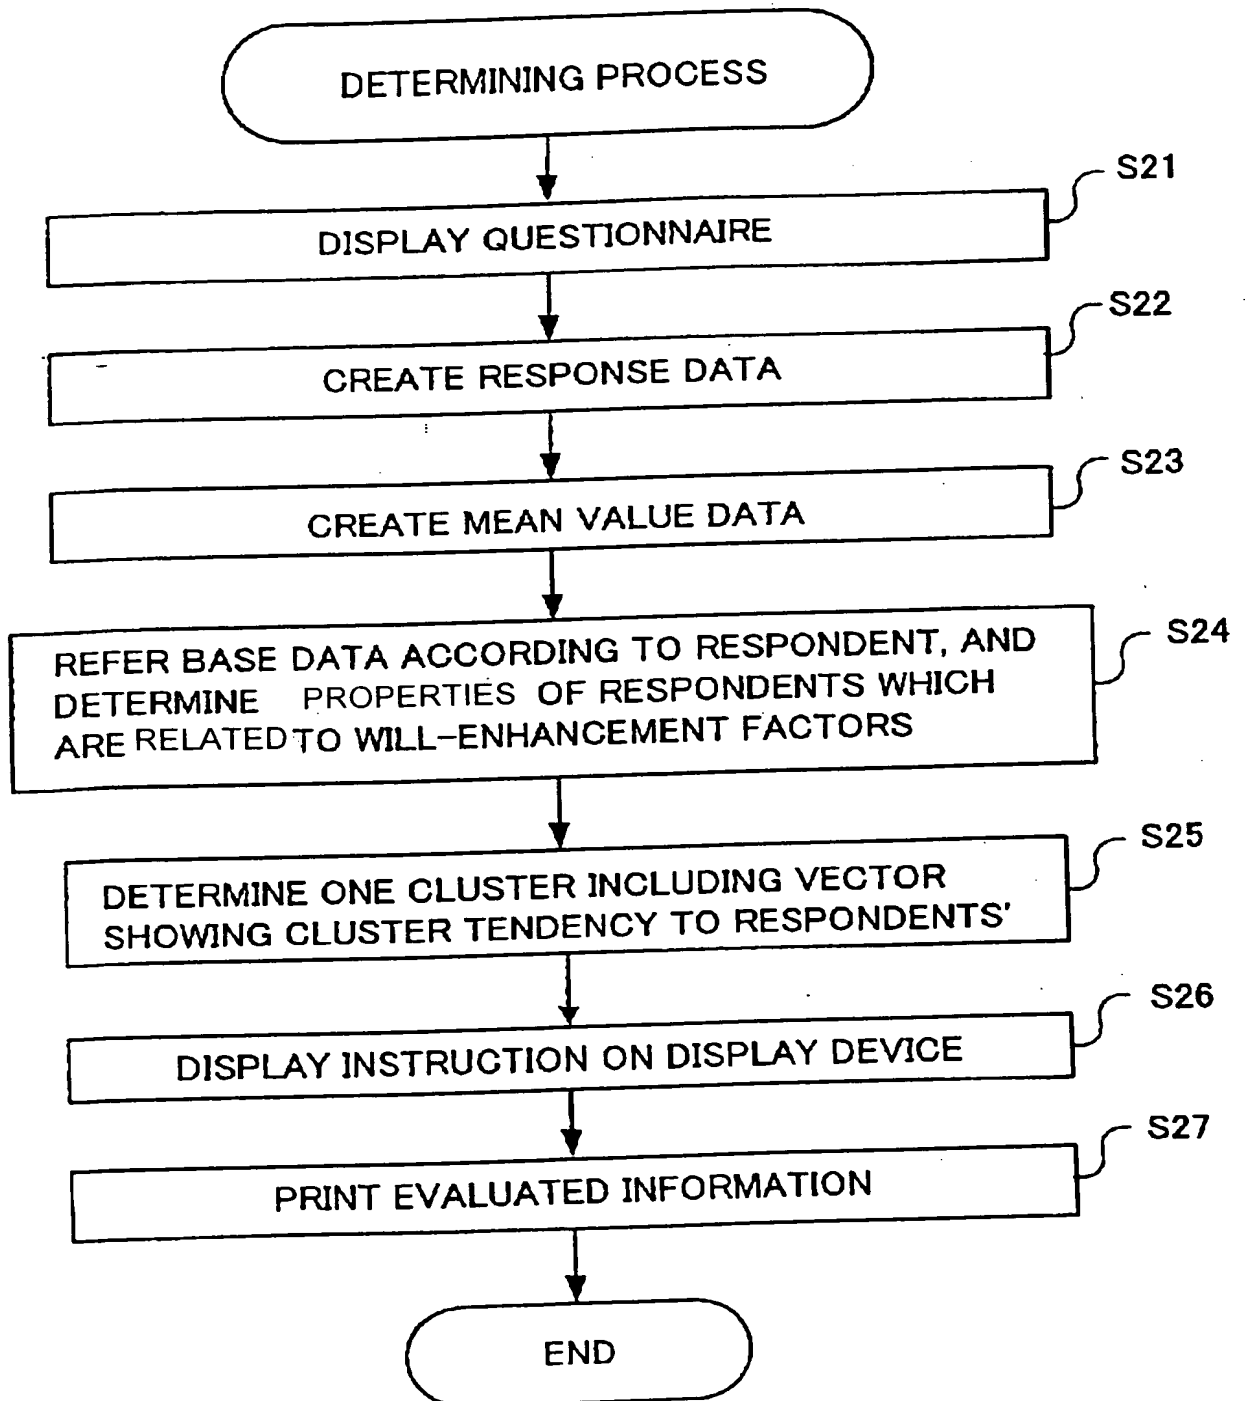 DETERMINING PROCESS
S21
DISPLAY QUESTIONNAIRE
S22
CREATE RESPONSE DATA
S23
CREATE MEAN VALUE DATA
S24
REFER BASE DATA ACCORDING TO RESPONDENT, AND
DETERMINE PROPERTIES OF RESPONDENTS WHICH
ARE RELATED TO WILL-ENHANCEMENT FACTORS
S25
DETERMINE ONE CLUSTER INCLUDING VECTOR
SHOWING CLUSTER TENDENCY TO RESPONDENTS'
S26
DISPLAY INSTRUCTION ON DISPLAY DEVICE
S27
PRINT EVALUATED INFORMATION
END